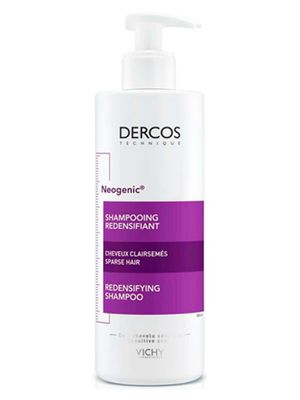 DERCOS
TECHNIQUE
Neogenic®
SHAMPOOING
REDENSIFIANT
CHEVEUX CLAIRSEMÉS
SPARSE HAIR
REDENSIFYING
SHAMPOO
VICHY